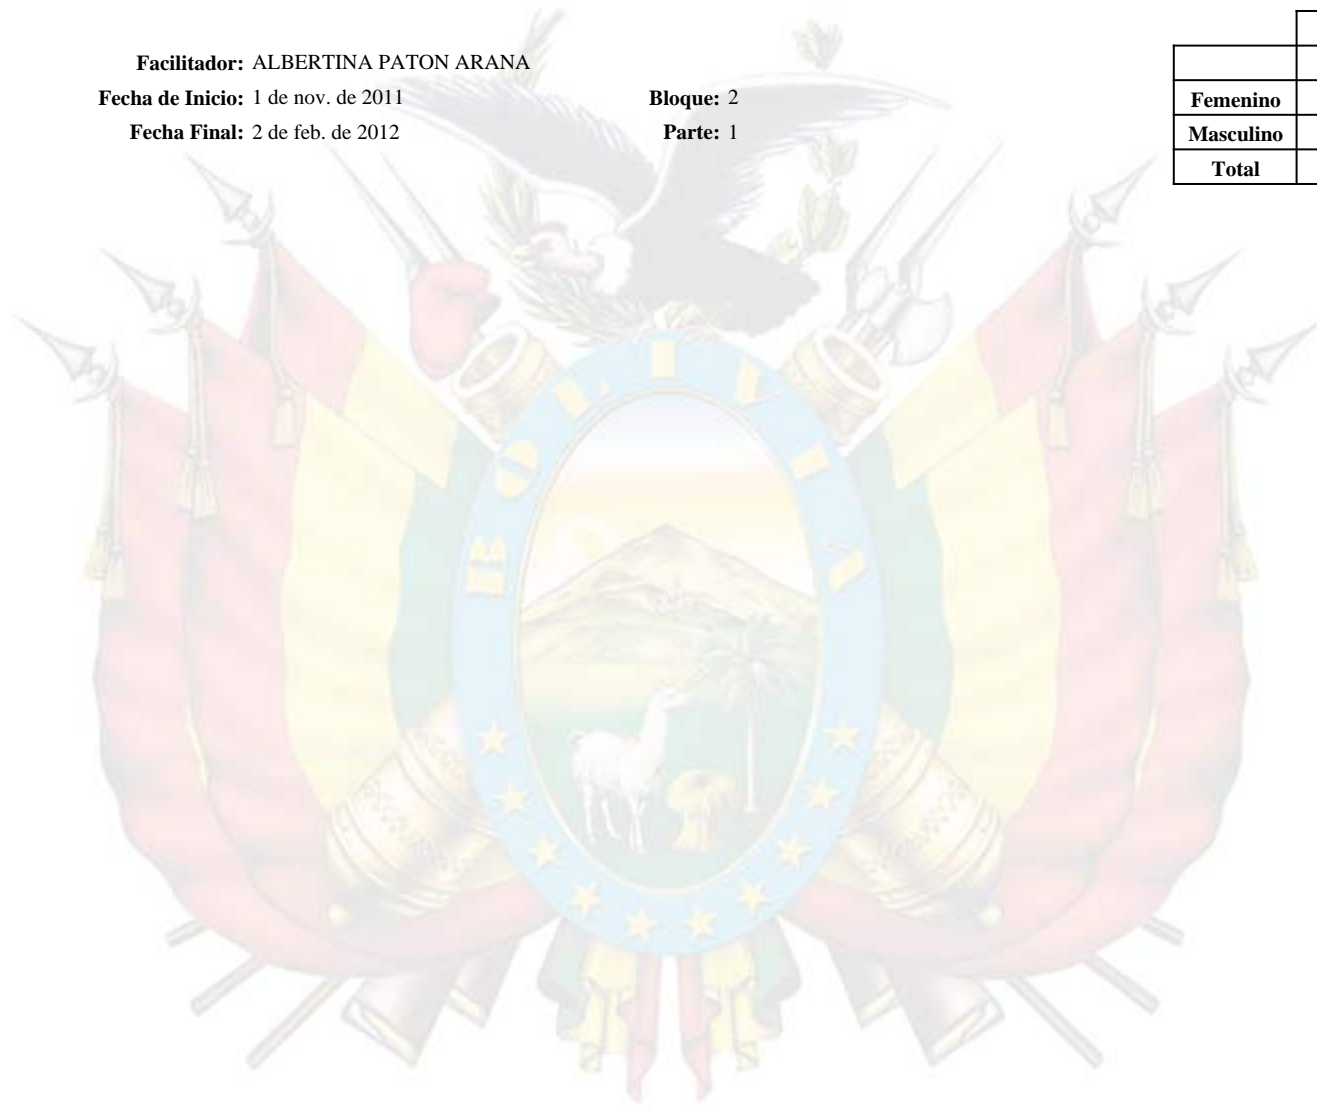 Facilitador: ALBERTINA PATON ARANA
Fecha de Inicio: 1 de nov. de 2011 Bloque: 2
Fecha Final: 2 de feb. de 2012 Parte: 1
Femenino
Masculino
Total
BOLIVIA